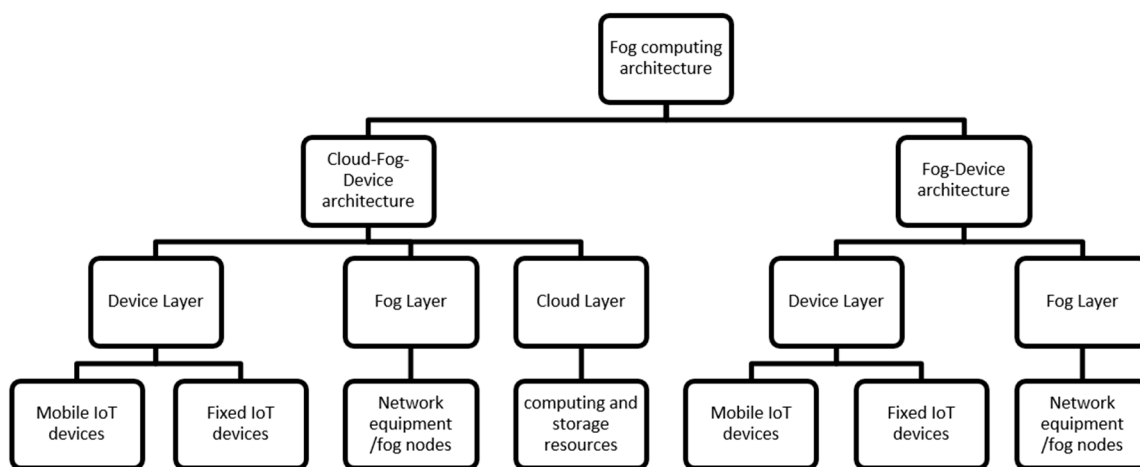 Fog computing
architecture
Cloud-Fog-
Device
architecture
Fog-Device
architecture
Device Layer
Fog Layer
Cloud Layer
Device Layer
Fog Layer
Mobile IoT
devices
Fixed IoT
devices
Network
equipment
/fog nodes
computing and
storage
resources
Mobile IoT
devices
Fixed IoT
devices
Network
equipment
/fog nodes